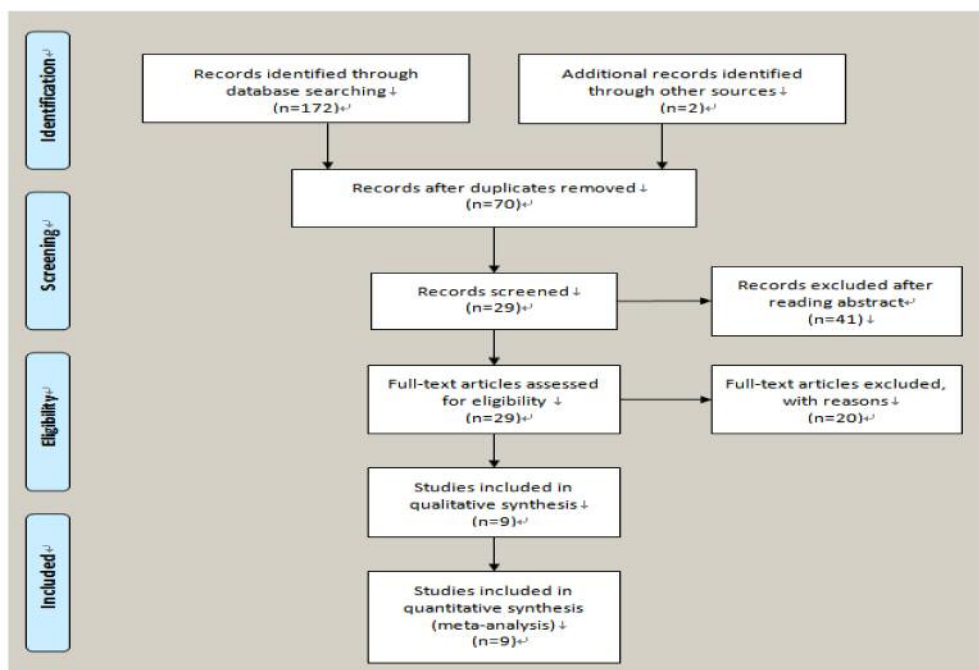 Identification
Records identified through
database searching↓
(n=172)↵
Additional records identified
through other sources↓
(n=2)↵
Records after duplicates removed↓
(n=70)↵
Screening
Records screened↓
(n=29)↵
Records excluded after
reading abstract↵
(n=41)↓
Eligibility
Full-text articles assessed
for eligibility↓
(n=29)↵
Full-text articles excluded,
with reasons↓
(n=20)↵
Studies included in
qualitative synthesis↓
(n=9)↵
Included
Studies included in
quantitative synthesis
(meta-analysis)↓
(n=9)↵